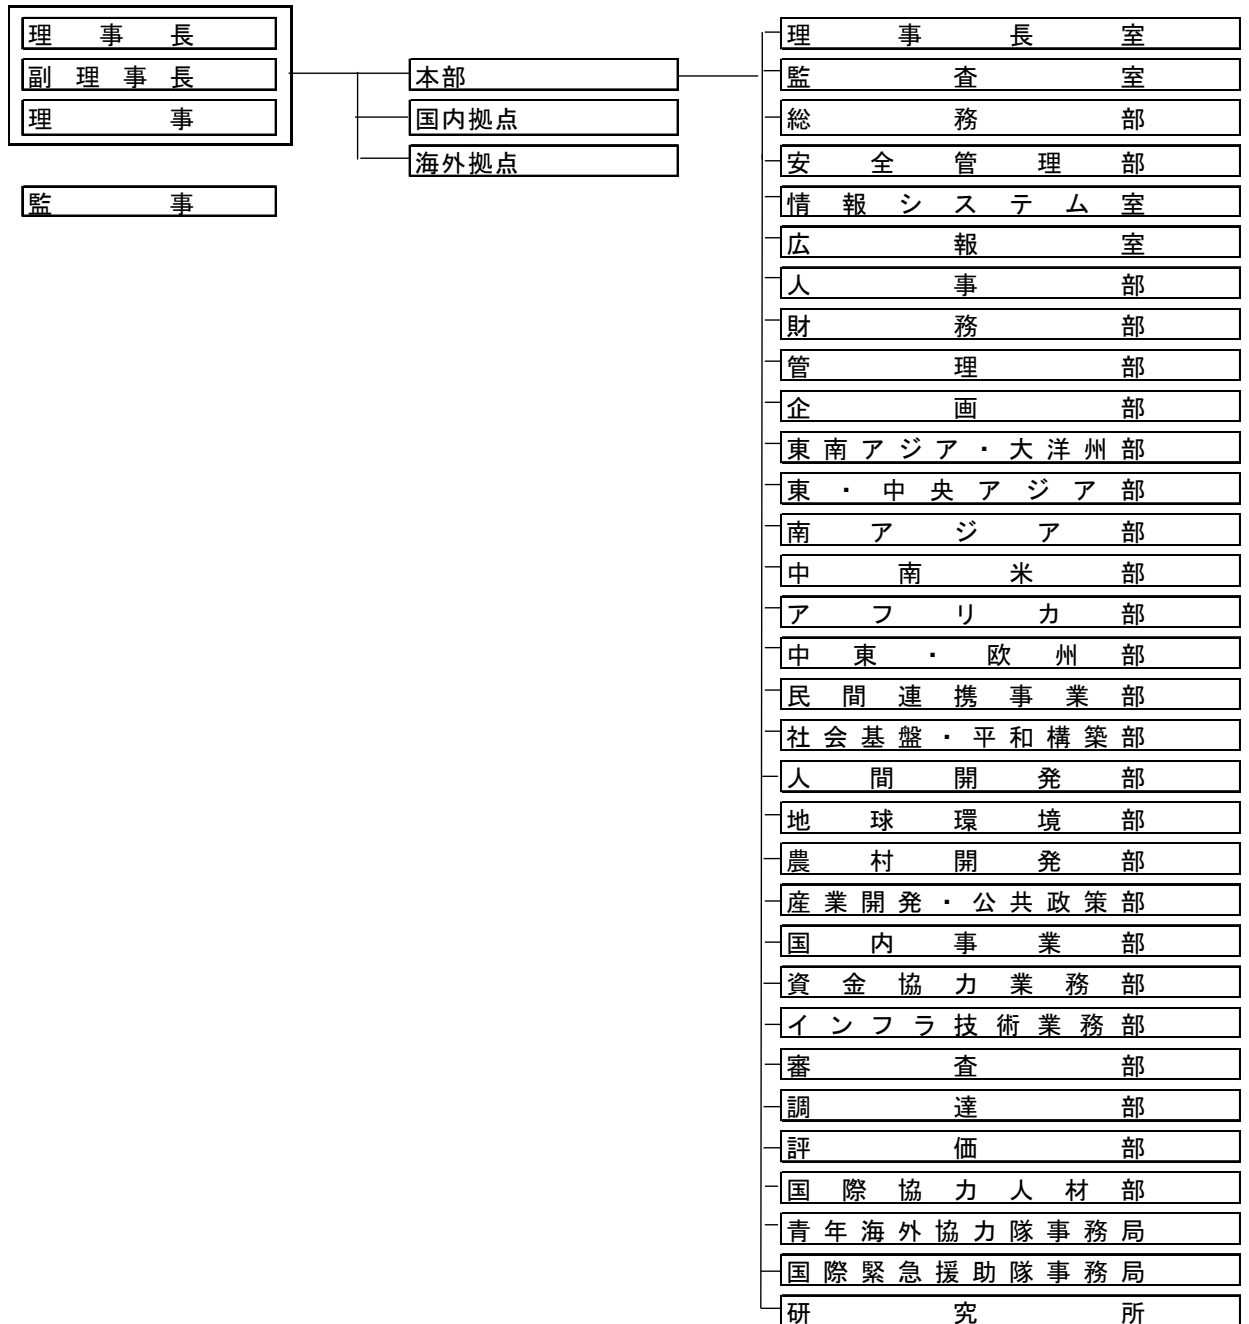 理事長
副理事長
理事
監事
本部
国内拠点
海外拠点
理事長室
監査室
総務部
安全管理部
情報システム室
広報室
人事部
財務部
管理部
企画部
東南アジア・大洋州部
東・中央アジア部
南アジア部
中南米部
アフリカ部
中東・欧州部
民間連携事業部
社会基盤・平和構築部
人間開発部
地球環境部
農村開発部
産業開発・公共政策部
国内事業部
資金協力業務部
インフラ技術業務部
審査部
調達部
評価部
国際協力人材部
青年海外協力隊事務局
国際緊急援助隊事務局
研究所